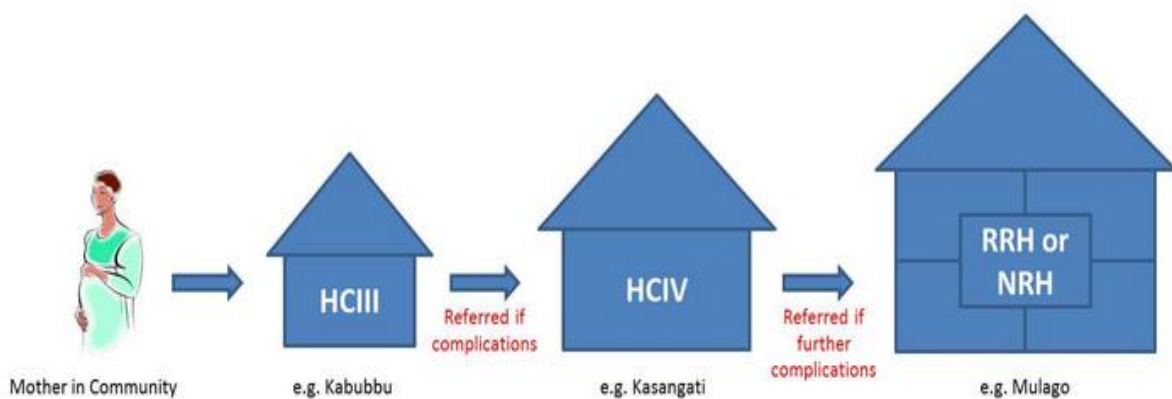 HCIII
HCIV
RRH or
NRH
Referred if
complications
Referred if
further
complications
Mother in Community
e.g. Kabubbu
e.g. Kasangati
e.g. Mulago